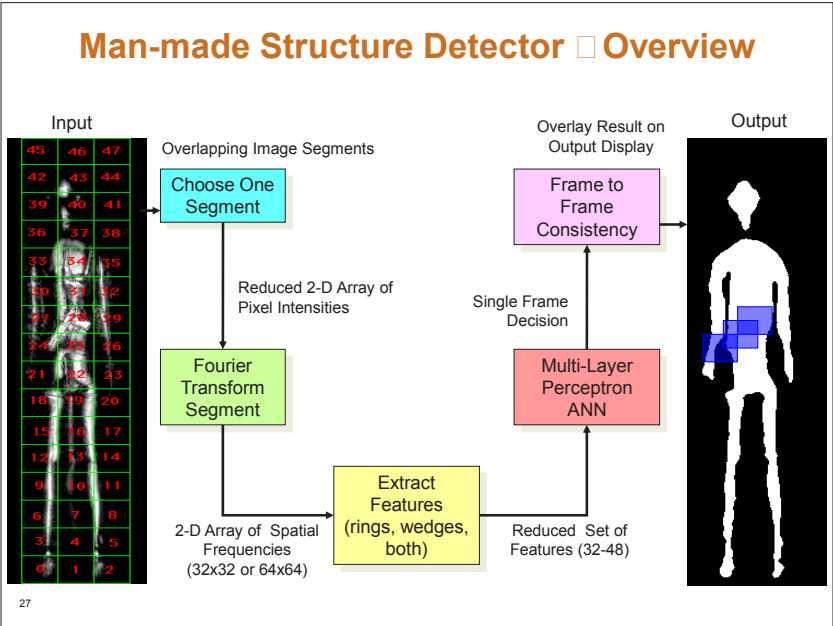 Man-made Structure Detector □ Overview
Input
Overlapping Image Segments
Overlay Result on
Output Display
Output
45 46 47
42 43 44
39 40 41
36 37 38
33 34 35
30 31 32
27 28 29
24 25 26
21 22 23
18 19 20
15 16 17
12 13 14
9 10 11
6 7 8
3 4 5
0 1 2
Choose One
Segment
Reduced 2-D Array of
Pixel Intensities
Fourier
Transform
Segment
2-D Array of Spatial
Frequencies
(32x32 or 64x64)
Extract
Features
(rings, wedges,
both)
Reduced Set of
Features (32-48)
Multi-Layer
Perceptron
ANN
Single Frame
Decision
Frame to
Frame
Consistency
27